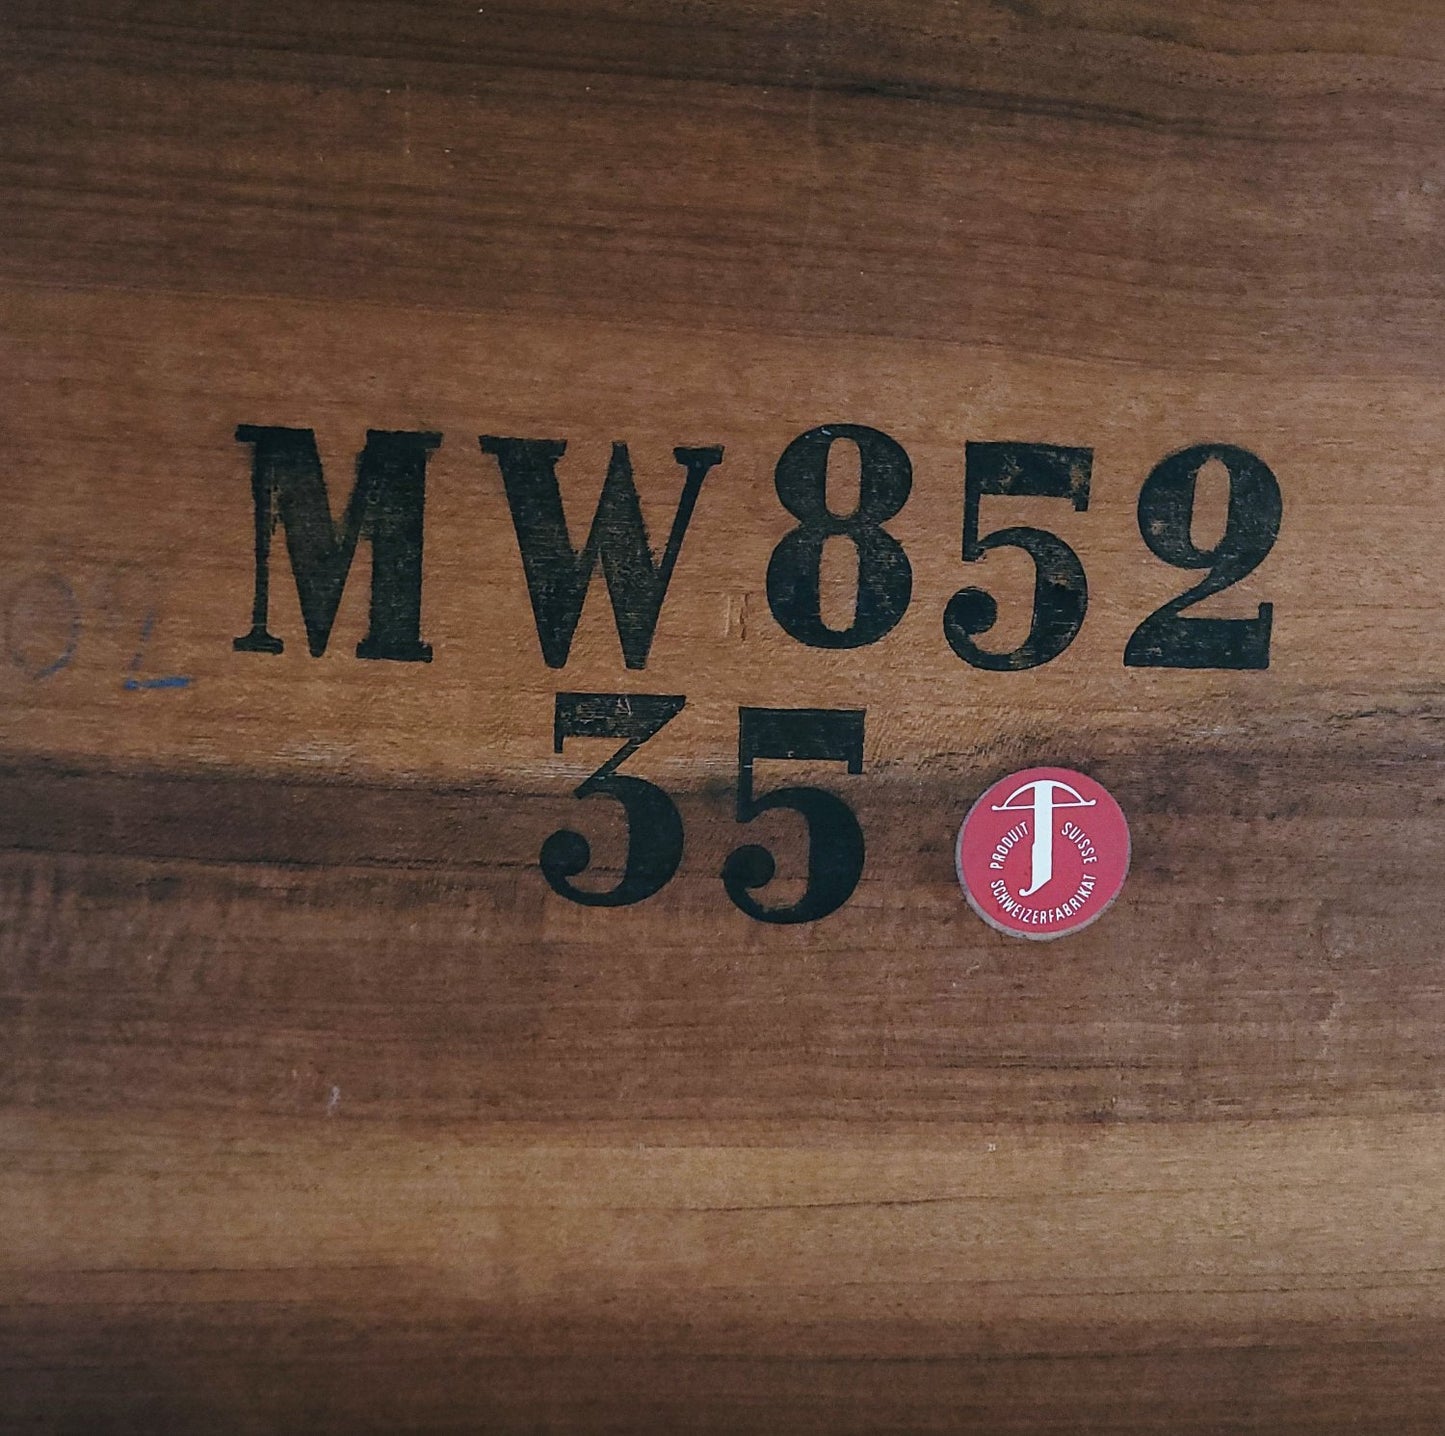 MW852
35
PRODUIT SUISSE
SCHWEIZERFABRIKAT